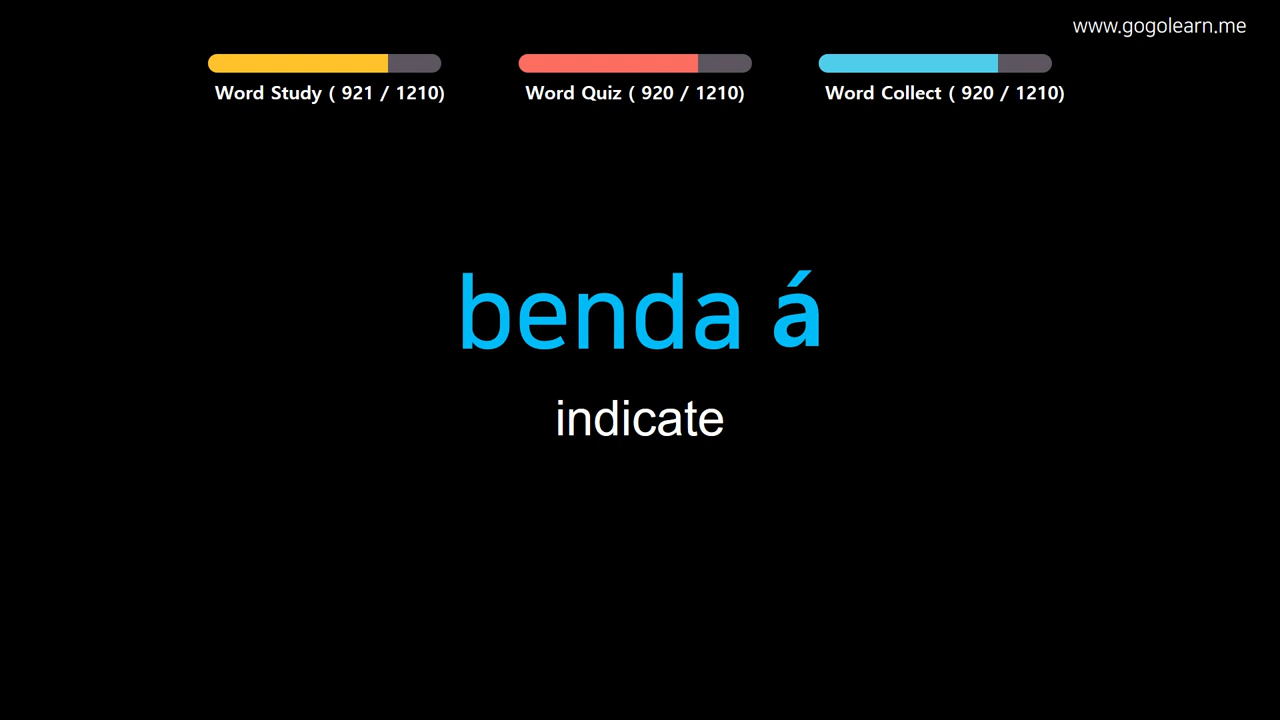 www.gogolearn.me
Word Study ( 921 / 1210)
Word Quiz ( 920 / 1210)
Word Collect ( 920 / 1210)
benda á
indicate